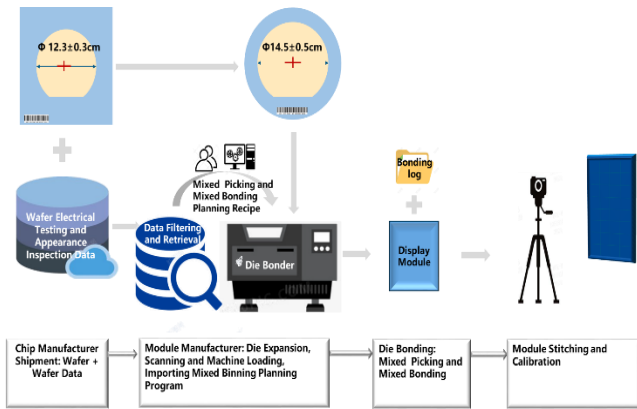 Φ 12.3±0.3cm
Φ14.5±0.5cm
Mixed Picking and
Mixed Bonding
Planning Recipe
Bonding
log
Wafer Electrical
Testing and
Appearance
Inspection Data
Data Filtering
and Retrieval
Die Bonder
Display
Module
Chip Manufacturer
Shipment: Wafer +
Wafer Data
Module Manufacturer: Die Expansion,
Scanning and Machine Loading,
Importing Mixed Binning Planning
Program
Die Bonding:
Mixed Picking and
Mixed Bonding
Module Stitching and
Calibration